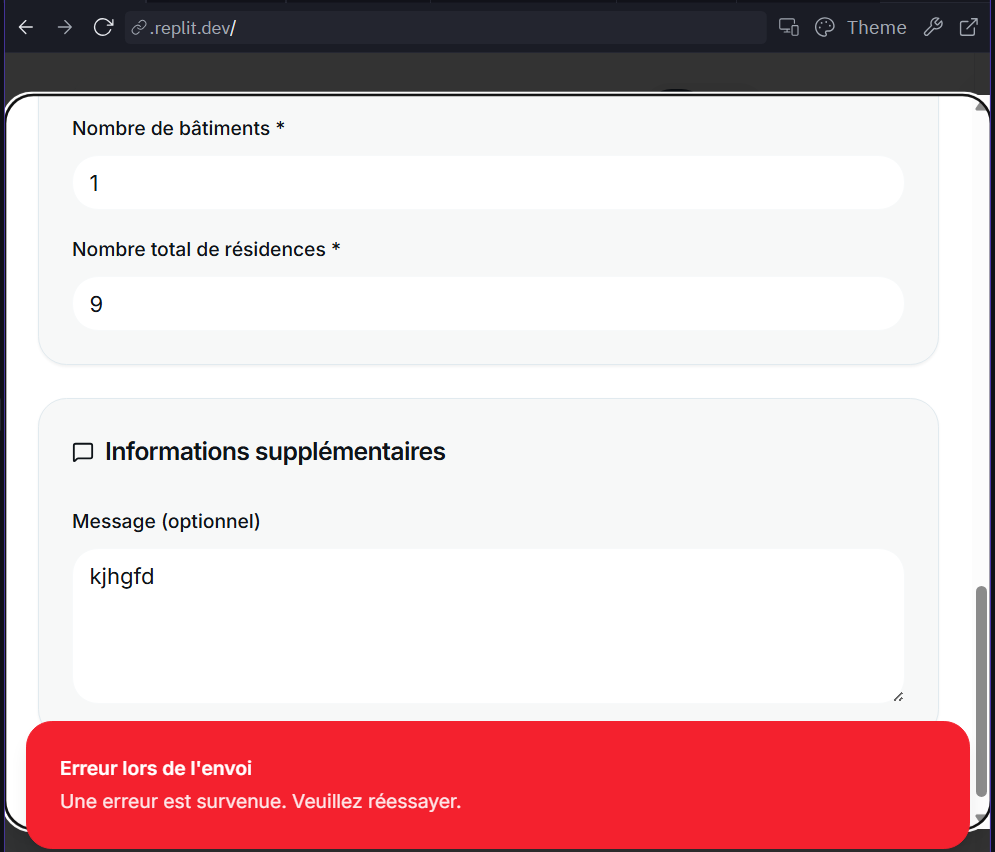 .replit.dev/
Theme
Nombre de bâtiments *
1
Nombre total de résidences *
9
Informations supplémentaires
Message (optionnel)
kjhgfd
Erreur lors de l'envoi
Une erreur est survenue. Veuillez réessayer.